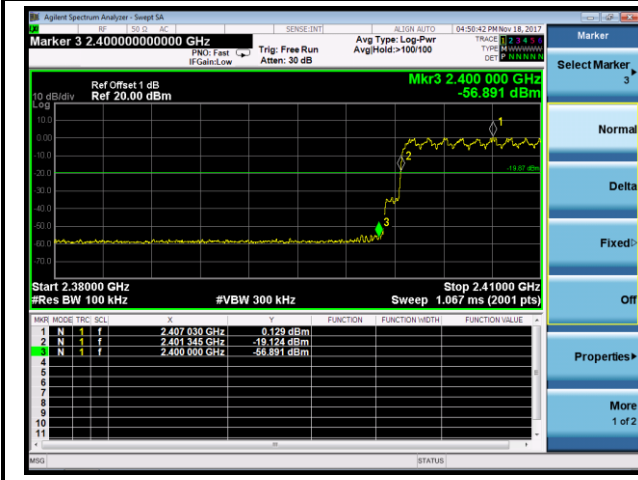 Agilent Spectrum Analyzer - Swept SA
RF 50 Ω AC SENSE:INT ALIGN AUTO 04:50:42 PM Nov 18, 2017
Marker 3 2.400000000000 GHz
PNO: Fast
IFGain:Low
Trig: Free Run
Atten: 30 dB
Avg Type: Log-Pwr
Avg|Hold:>100/100
TRACE 1 2 3 4 5 6
TYPE M WWWWW
DET P N N N N N
Mkr3 2.400 000 GHz
-56.891 dBm
Ref Offset 1 dB
Ref 20.00 dBm
10 dB/div
Log
10.0
0.00
-10.0
-20.0
-30.0
-40.0
-50.0
-60.0
-70.0
1
2
3
-19.87 dBm
Start 2.38000 GHz
#Res BW 100 kHz
#VBW 300 kHz
Stop 2.41000 GHz
Sweep 1.067 ms (2001 pts)
MKR MODE TRC SCL X Y FUNCTION FUNCTION WIDTH FUNCTION VALUE
1 N 1 f 2.407 030 GHz 0.129 dBm
2 N 1 f 2.401 345 GHz -19.124 dBm
3 N 1 f 2.400 000 GHz -56.891 dBm
4
5
6
7
8
9
10
11
MSG STATUS
Marker
Select Marker
3
Normal
Delta
Fixed
Off
Properties
More
1 of 2